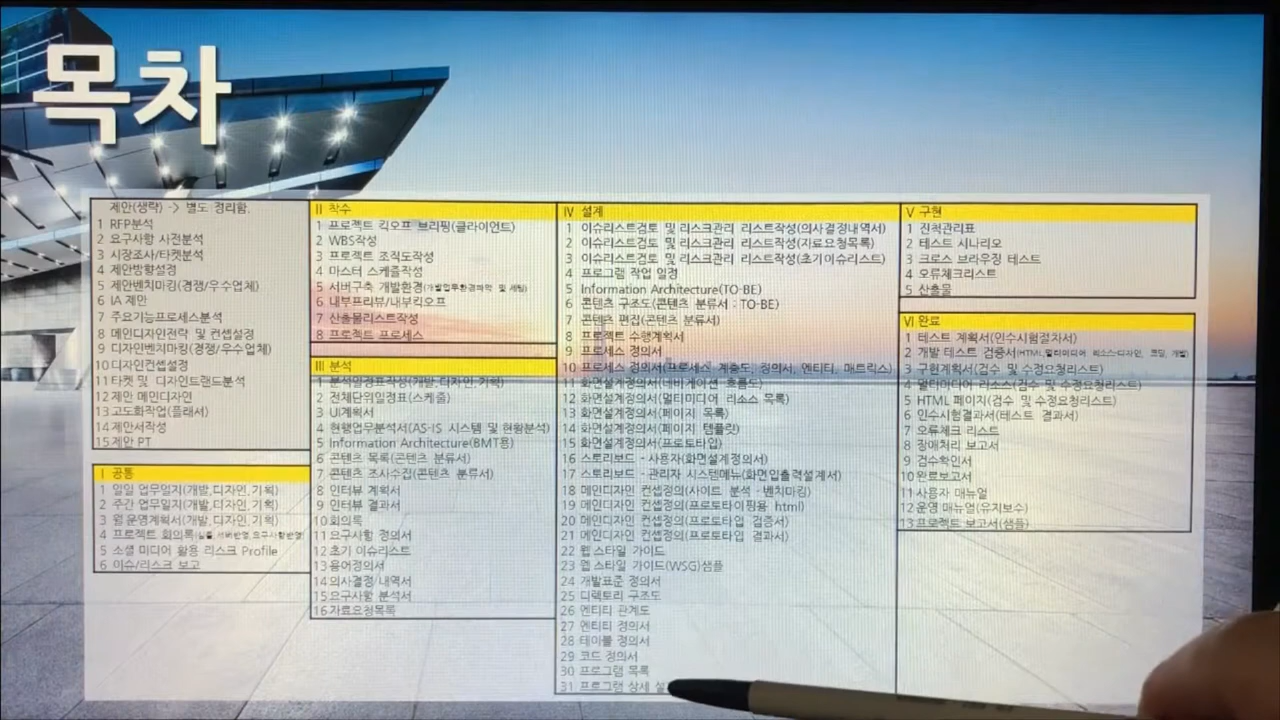 목차
제안(생략) -> 별도 정리함.
1 RFP분석
2 요구사항 사전분석
3 시장조사/타켓분석
4 제안방향설정
5 제안벤치마킹(경쟁/우수업체)
6 IA 제안
7 주요기능프로세스분석
8 메인디자인전략 및 컨셉설정
9 디자인벤치마킹(경쟁/우수업체)
10 디자인컨셉설정
11 타켓 및 디자인트랜드분석
12 제안 메인디자인
13 고도화작업(플래서)
14 제안서작성
15 제안 PT
I 공통
1 일일 업무일지(개발,디자인,기획)
2 주간 업무일지(개발,디자인,기획)
3 월 운영계획서(개발,디자인,기획)
4 프로젝트 회의록
5 소셜 미디어 활용 리스크 Profile
6 이슈/리스크 보고
II 착수
1 프로젝트 킥오프 브리핑(클라이언트)
2 WBS작성
3 프로젝트 조직도작성
4 마스터 스케줄작성
5 서버구축 개발환경(개발업무환경파악 및 세팅)
6 내부프리뷰/내부킥오프
7 산출물리스트작성
8 프로젝트 프로세스
III 분석
1 분석일정표작성(개발,디자인,기획)
2 전체단위일정표(스케줄)
3 UI계획서
4 현행업무분석서(AS-IS 시스템 및 현황분석)
5 Information Architecture(BMT용)
6 콘텐츠 목록(콘텐츠 분류서)
7 콘텐츠 조사수집(콘텐츠 분류서)
8 인터뷰 계획서
9 인터뷰 결과서
10 회의록
11 요구사항 정의서
12 초기 이슈리스트
13 용어정의서
14 의사결정/내역서
15 요구사항 분석서
16 자료요청목록
IV 설계
1 이슈리스트검토 및 리스크관리 리스트작성(의사결정내역서)
2 이슈리스트검토 및 리스크관리 리스트작성(자료요청목록)
3 이슈리스트검토 및 리스크관리 리스트작성(초기이슈리스트)
4 프로그램 작업 일정
5 Information Architecture(TO-BE)
6 콘텐츠 구조도(콘텐츠 분류서 : TO-BE)
7 콘텐츠 편집(콘텐츠 분류서)
8 프로젝트 수행계획서
9 프로세스 정의서
10 프로세스 정의서(프로세스 계층도, 정의서, 엔티티, 매트릭스)
11 화면설계정의서(네비게이션 흐름도)
12 화면설계정의서(멀티미디어 리소스 목록)
13 화면설계정의서(페이지 목록)
14 화면설계정의서(페이지 템플릿)
15 화면설계정의서(프로토타입)
16 스토리보드 - 사용자(화면설계정의서)
17 스토리보드 - 관리자 시스템메뉴(화면입출력설계서)
18 메인디자인 컨셉정의(사이트 분석 - 벤치마킹)
19 메인디자인 컨셉정의(프로토타이핑용 html)
20 메인디자인 컨셉정의(프로토타입 검증서)
21 메인디자인 컨셉정의(프로토타입 결과서)
22 웹 스타일 가이드
23 웹 스타일 가이드(WSG)샘플
24 개발표준 정의서
25 디렉토리 구조도
26 엔티티 관계도
27 엔티티 정의서
28 테이블 정의서
29 코드 정의서
30 프로그램 목록
31 프로그램 상세
V 구현
1 진척관리표
2 테스트 시나리오
3 크로스 브라우징 테스트
4 오류체크리스트
5 산출물
VI 완료
1 테스트 계획서(인수시험절차서)
2 개발 테스트 검증서(HTML,멀티미디어 리소스-디자인, 코딩, 개발)
3 구현계획서(검수 및 수정요청리스트)
4 멀티미디어 리소스(검수 및 수정요청리스트)
5 HTML 페이지(검수 및 수정요청리스트)
6 인수시험결과서(테스트 결과서)
7 오류체크 리스트
8 장애처리 보고서
9 검수확인서
10 완료보고서
11 사용자 매뉴얼
12 운영 매뉴얼(유지보수)
13 프로젝트 보고서(샘플)